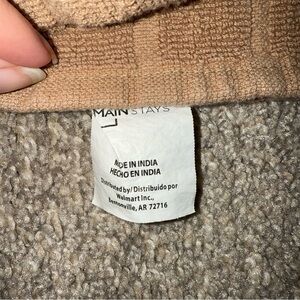 MAINSTAYS
MADE IN INDIA
HECHO EN INDIA
Distributed by/ Distribuido por
Walmart Inc.,
Bentonville, AR 72716